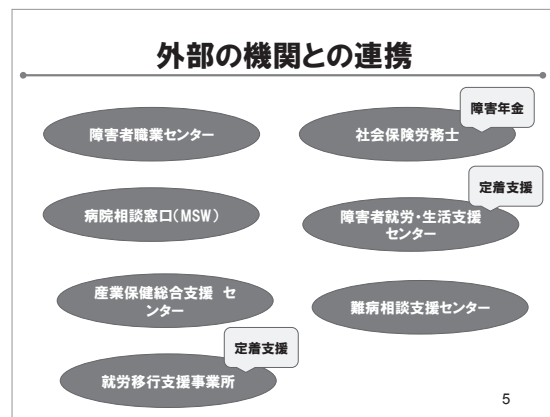 外部の機関との連携
障害年金
障害者職業センター
社会保険労務士
定着支援
病院相談窓口(MSW)
障害者就労・生活支援
センター
産業保健総合支援 セ
ンター
難病相談支援センター
定着支援
就労移行支援事業所
5